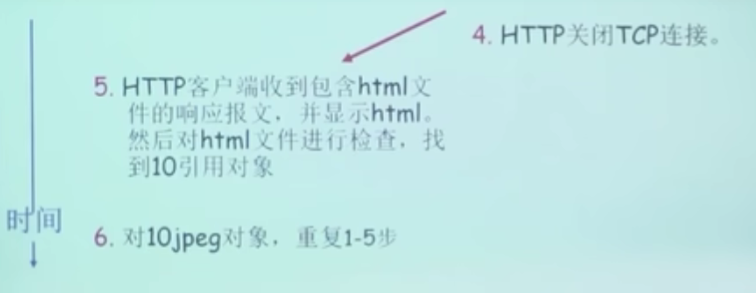 4. HTTP关闭TCP连接。
5. HTTP客户端收到包含html文
件的响应报文，并显示html。
然后对html文件进行检查，找
到10引用对象
时间
6. 对10jpeg对象，重复1-5步